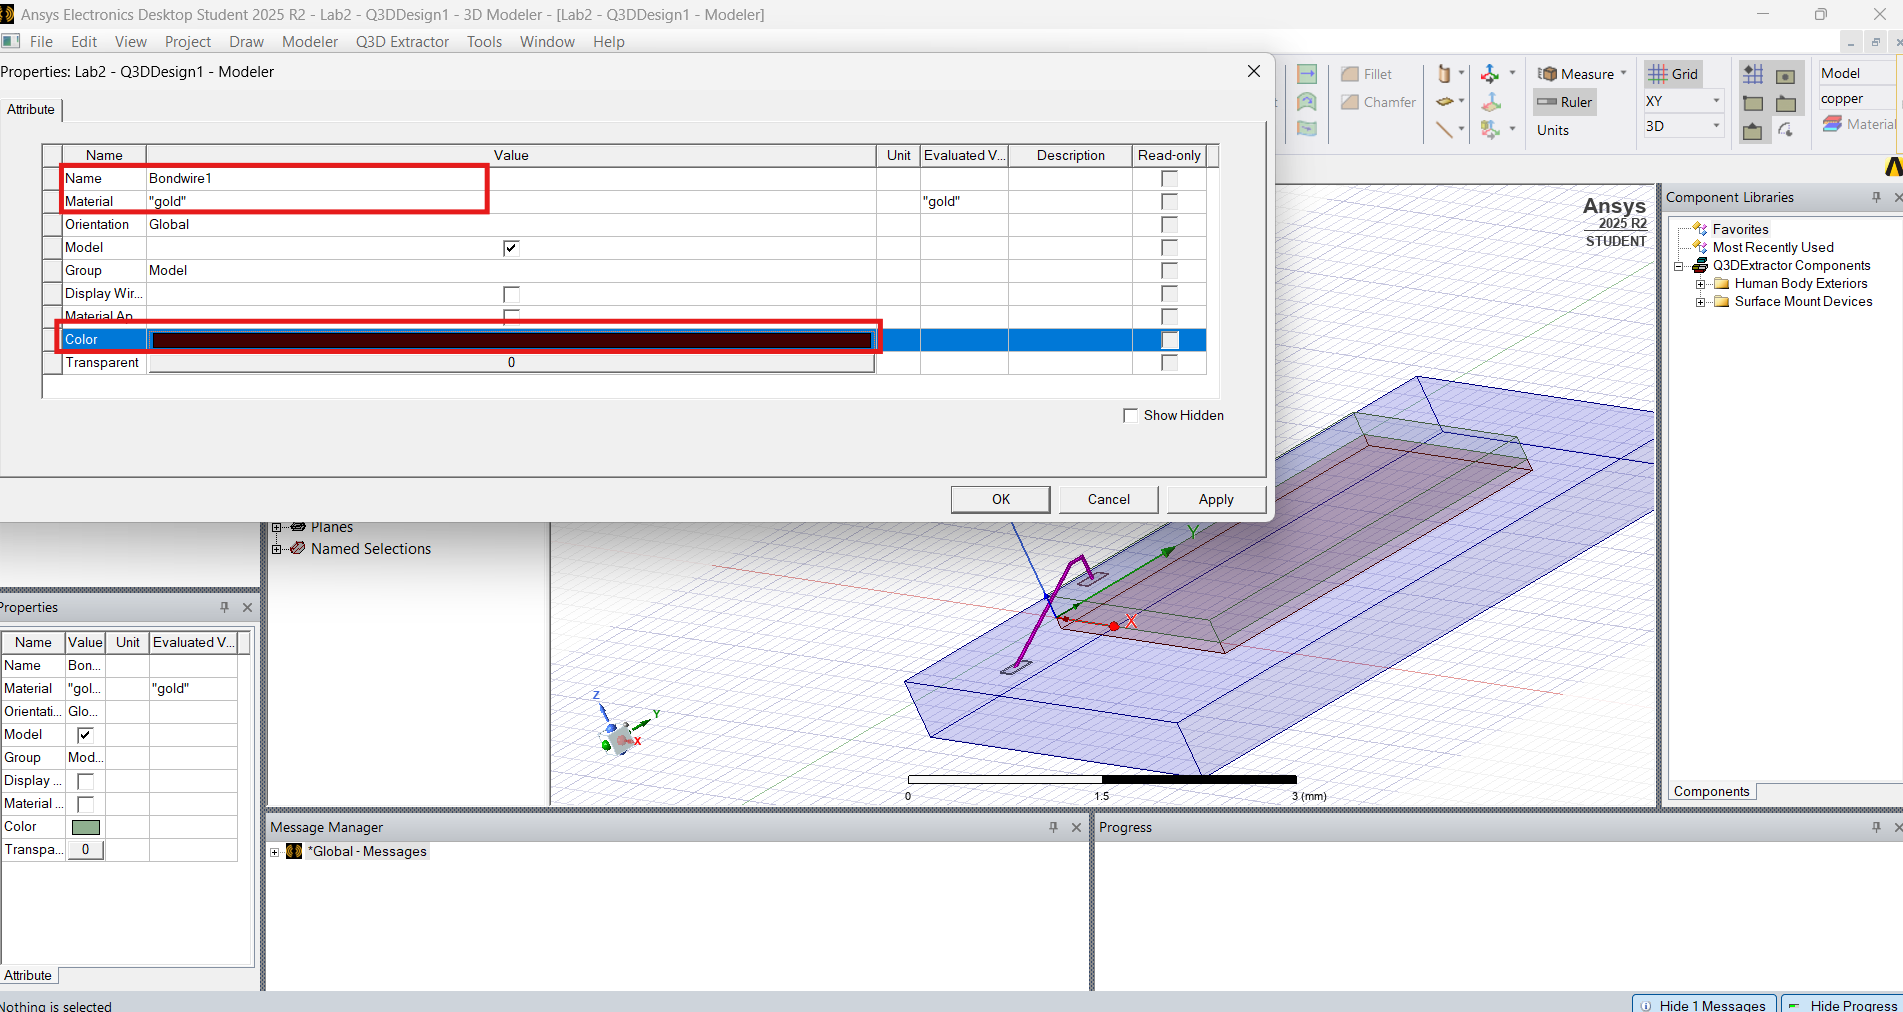 Ansys Electronics Desktop Student 2025 R2 - Lab2 - Q3DDesign1 - 3D Modeler - [Lab2 - Q3DDesign1 - Modeler]
File Edit View Project Draw Modeler Q3D Extractor Tools Window Help
Properties: Lab2 - Q3DDesign1 - Modeler
Attribute
Name Value Unit Evaluated V... Description Read-only
Name Bondwire1
Material "gold" "gold"
Orientation Global
Model
Group Model
Display Wir...
Material Ap
Color
Transparent 0
Show Hidden
OK Cancel Apply
Fillet
Chamfer
Measure
Ruler
Units
Grid
XY
3D
Model
copper
Material
Ansys
2025 R2
STUDENT
Y
X
Z
Y
X
0 1.5 3 (mm)
Component Libraries
Favorites
Most Recently Used
Q3DExtractor Components
Human Body Exteriors
Surface Mount Devices
Components
Planes
Named Selections
Properties
Name Value Unit Evaluated V...
Name Bon...
Material "gol... "gold"
Orientati... Glo...
Model
Group Mod...
Display ...
Material ...
Color
Transpa... 0
Attribute
Message Manager
*Global - Messages
Progress
Nothing is selected
Hide 1 Messages Hide Progress